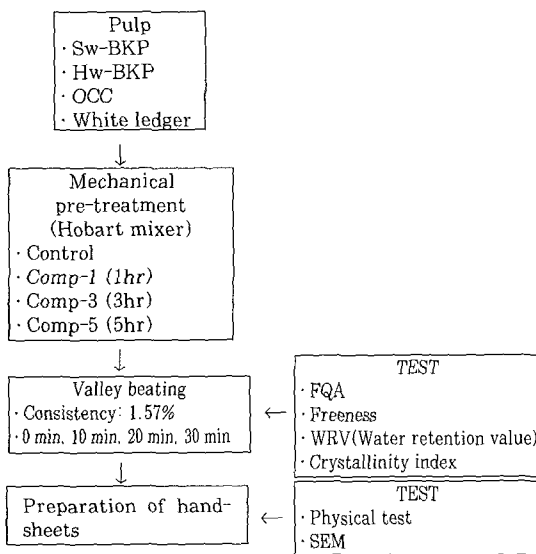 Pulp
· Sw-BKP
· Hw-BKP
· OCC
· White ledger
Mechanical
pre-treatment
(Hobart mixer)
· Control
· Comp-1 (1hr)
· Comp-3 (3hr)
· Comp-5 (5hr)
Valley beating
· Consistency: 1.57%
· 0 min, 10 min, 20 min, 30 min
TEST
· FQA
· Freeness
· WRV(Water retention value)
· Crystallinity index
Preparation of hand-
sheets
TEST
· Physical test
· SEM